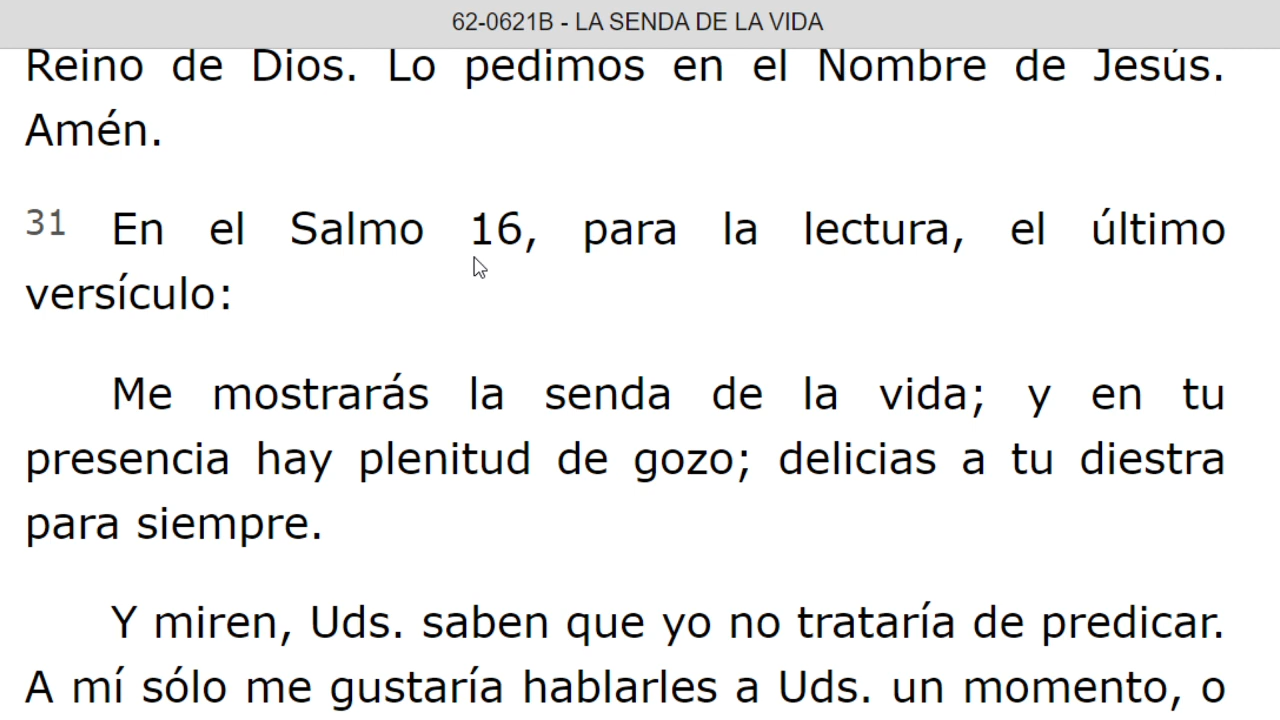 62-0621B - LA SENDA DE LA VIDA
Reino de Dios. Lo pedimos en el Nombre de Jesús.
Amén.
31 En el Salmo 16, para la lectura, el último
versículo:
Me mostrarás la senda de la vida; y en tu
presencia hay plenitud de gozo; delicias a tu diestra
para siempre.
Y miren, Uds. saben que yo no trataría de predicar.
A mí sólo me gustaría hablarles a Uds. un momento, o